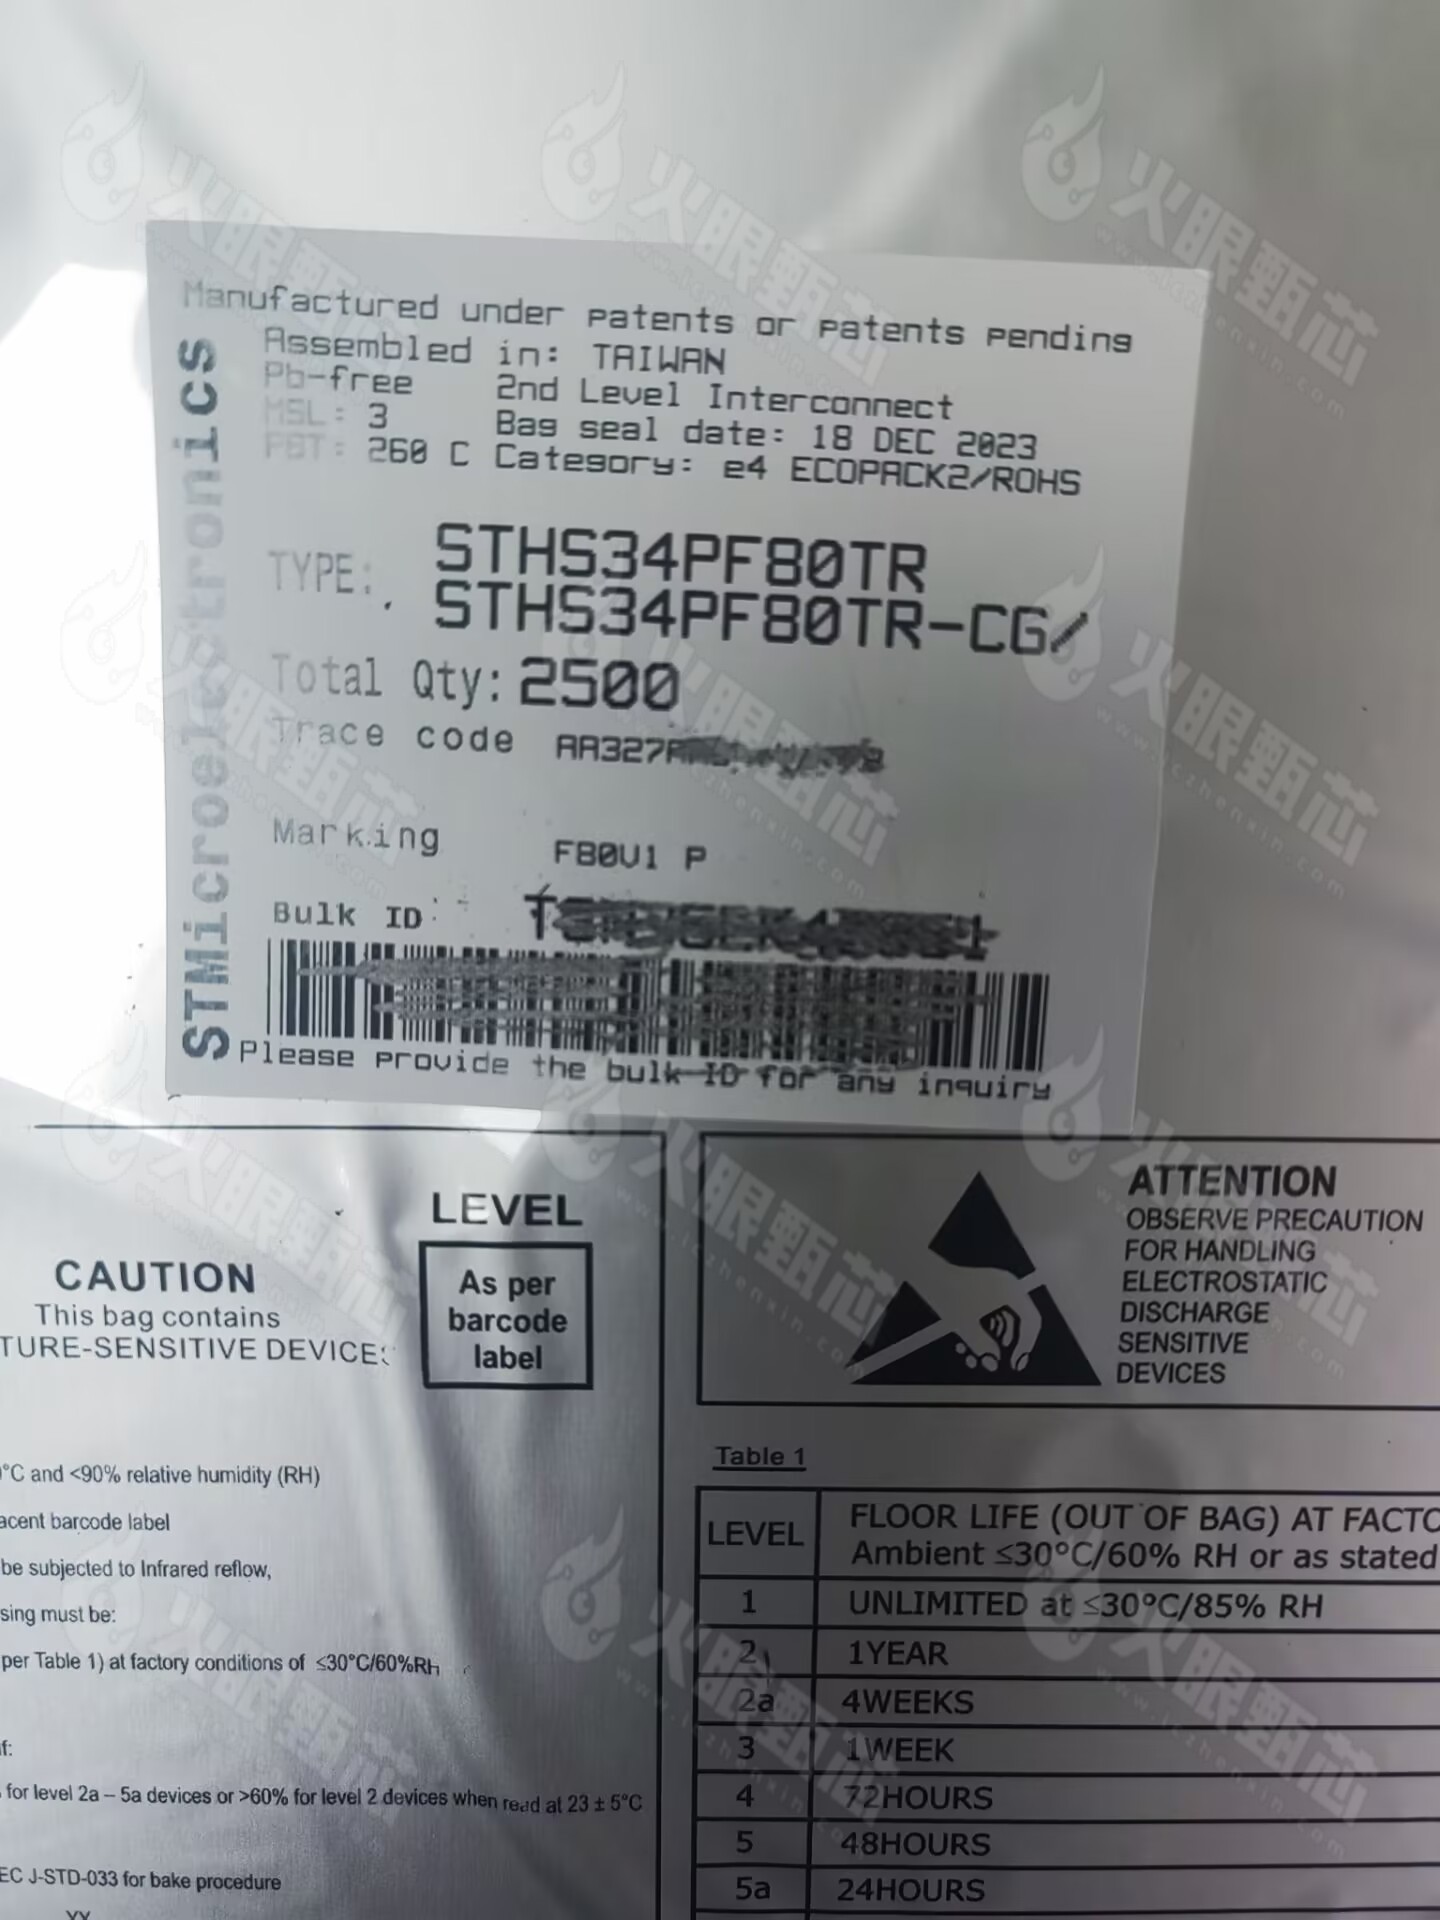 Manufactured under patents or patents pending
Assembled in: TAIWAN
Pb-free 2nd Level Interconnect
MSL: 3 Bag seal date: 18 DEC 2023
PBT: 260 C Category: e4 ECOPACK2/ROHS
STMicroelectronics
TYPE: STHS34PF80TR
STHS34PF80TR-CG/
Total Qty: 2500
Trace code AA327
Marking F80V1 P
Bulk ID
Please provide the bulk ID for any inquiry
LEVEL
As per
barcode
label
CAUTION
This bag contains
TURE-SENSITIVE DEVICES
°C and <90% relative humidity (RH)
acent barcode label
be subjected to Infrared reflow,
sing must be:
per Table 1) at factory conditions of ≤30°C/60%RH
f:
for level 2a – 5a devices or >60% for level 2 devices when read at 23 ± 5°C
EC J-STD-033 for bake procedure
ATTENTION
OBSERVE PRECAUTION
FOR HANDLING
ELECTROSTATIC
DISCHARGE
SENSITIVE
DEVICES
Table 1
LEVEL FLOOR LIFE (OUT OF BAG) AT FACTO
Ambient ≤30°C/60% RH or as stated
1 UNLIMITED at ≤30°C/85% RH
2 1YEAR
2a 4WEEKS
3 1WEEK
4 72HOURS
5 48HOURS
5a 24HOURS
火眼甄芯
www.iczhenxin.com